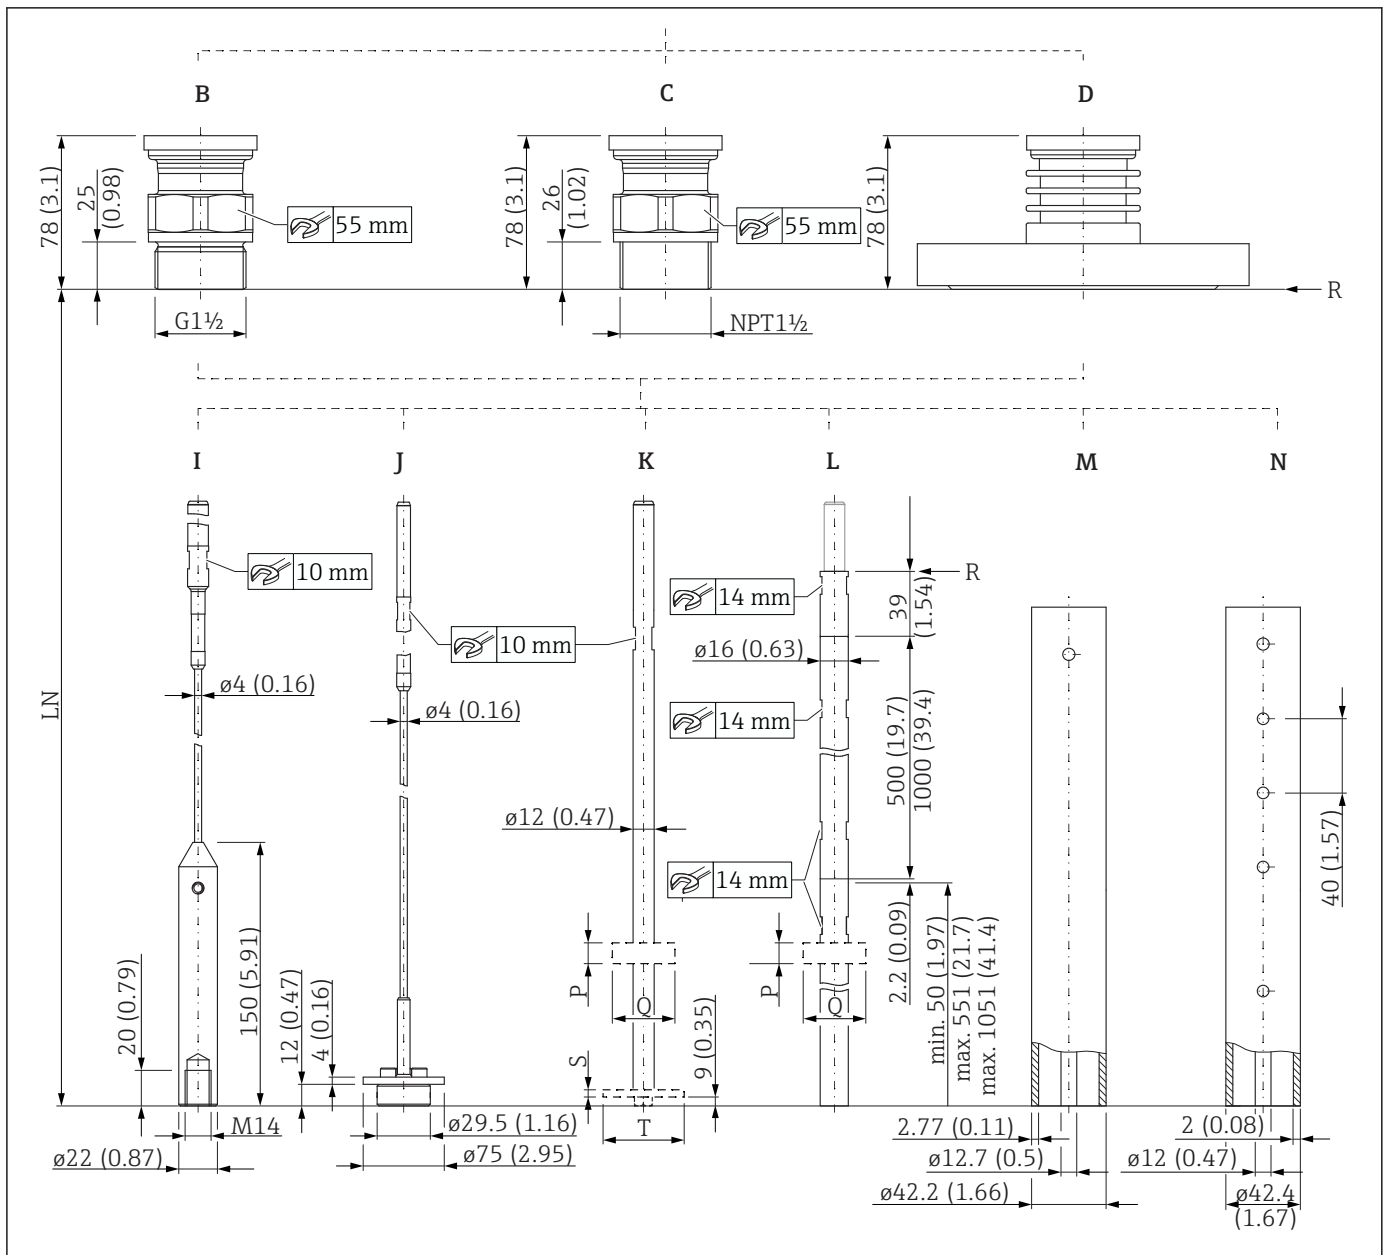 B
C
D
78 (3.1)
25
(0.98)
55 mm
G1½
78 (3.1)
26
(1.02)
55 mm
NPT1½
78 (3.1)
R
LN
I
J
K
L
M
N
10 mm
ø4 (0.16)
150 (5.91)
20 (0.79)
M14
ø22 (0.87)
10 mm
ø4 (0.16)
12 (0.47)
4 (0.16)
ø29.5 (1.16)
ø75 (2.95)
ø12 (0.47)
P
Q
S
T
9 (0.35)
14 mm
R
39
(1.54)
ø16 (0.63)
14 mm
500 (19.7)
1000 (39.4)
14 mm
P
Q
2.2 (0.09)
min. 50 (1.97)
max. 551 (21.7)
max. 1051 (41.4)
2.77 (0.11)
ø12.7 (0.5)
ø42.2 (1.66)
40 (1.57)
2 (0.08)
ø12 (0.47)
ø42.4
(1.67)